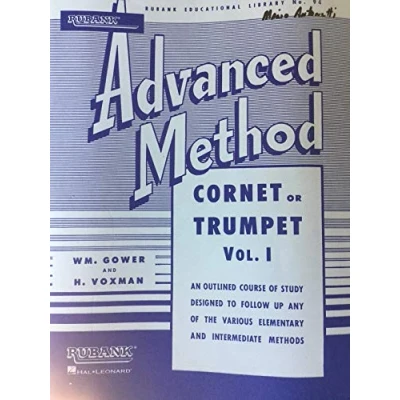 RUBANK EDUCATIONAL LIBRARY No. 94
RUBANK
Advanced
Method
CORNET OR
TRUMPET
VOL. I
WM. GOWER
AND
H. VOXMAN
AN OUTLINED COURSE OF STUDY
DESIGNED TO FOLLOW UP ANY
OF THE VARIOUS ELEMENTARY
AND INTERMEDIATE METHODS
RUBANK
HAL•LEONARD